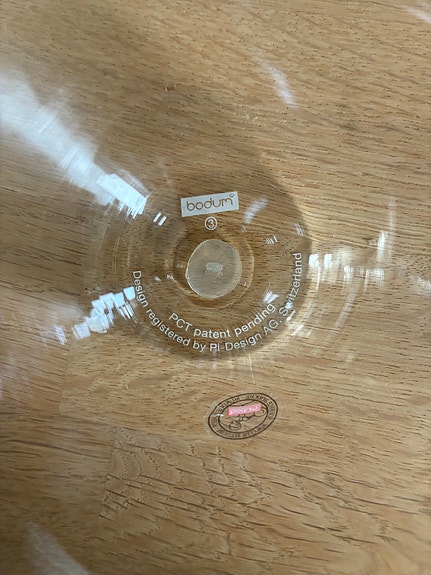 bodum
3
PCT patent pending
Design registered by PI-Design AG, Switzerland